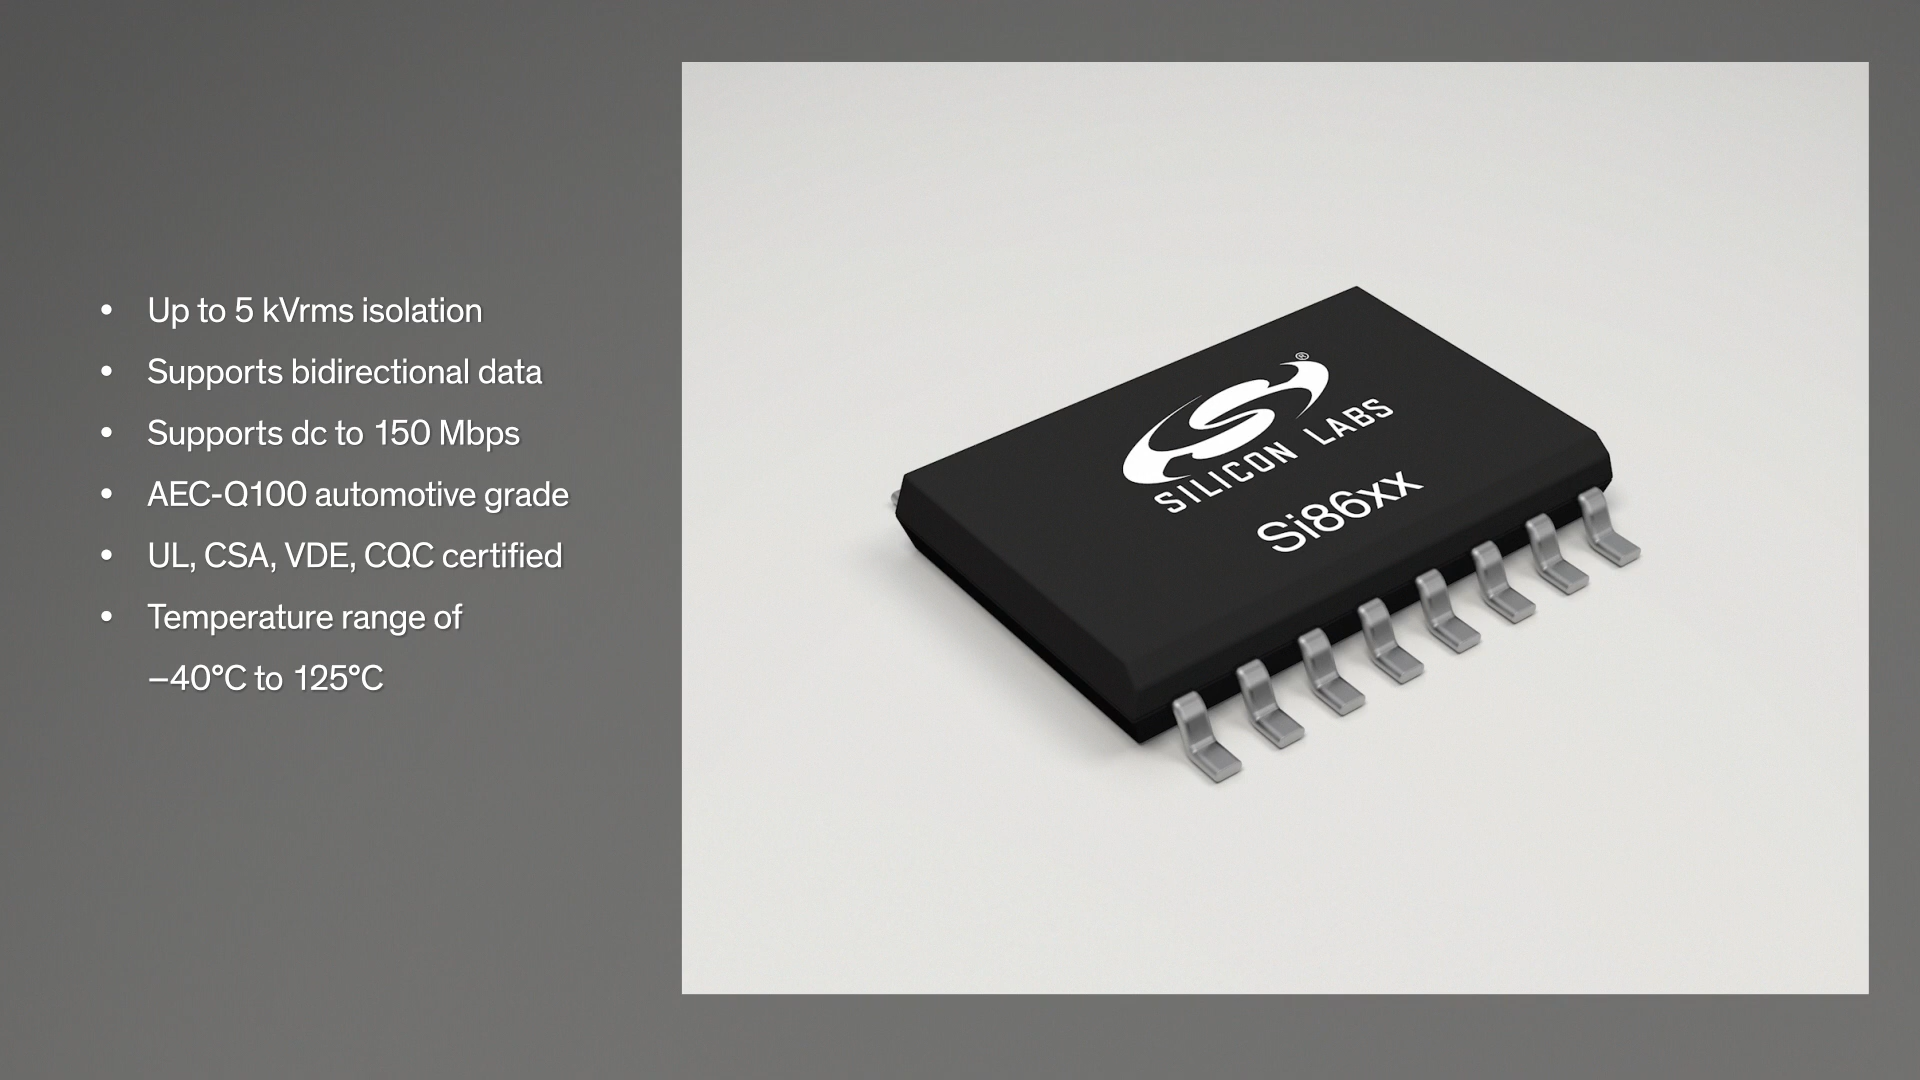 • Up to 5 kVrms isolation
• Supports bidirectional data
• Supports dc to 150 Mbps
• AEC-Q100 automotive grade
• UL, CSA, VDE, CQC certified
• Temperature range of
–40°C to 125°C
®
SILICON LABS
Si86xx